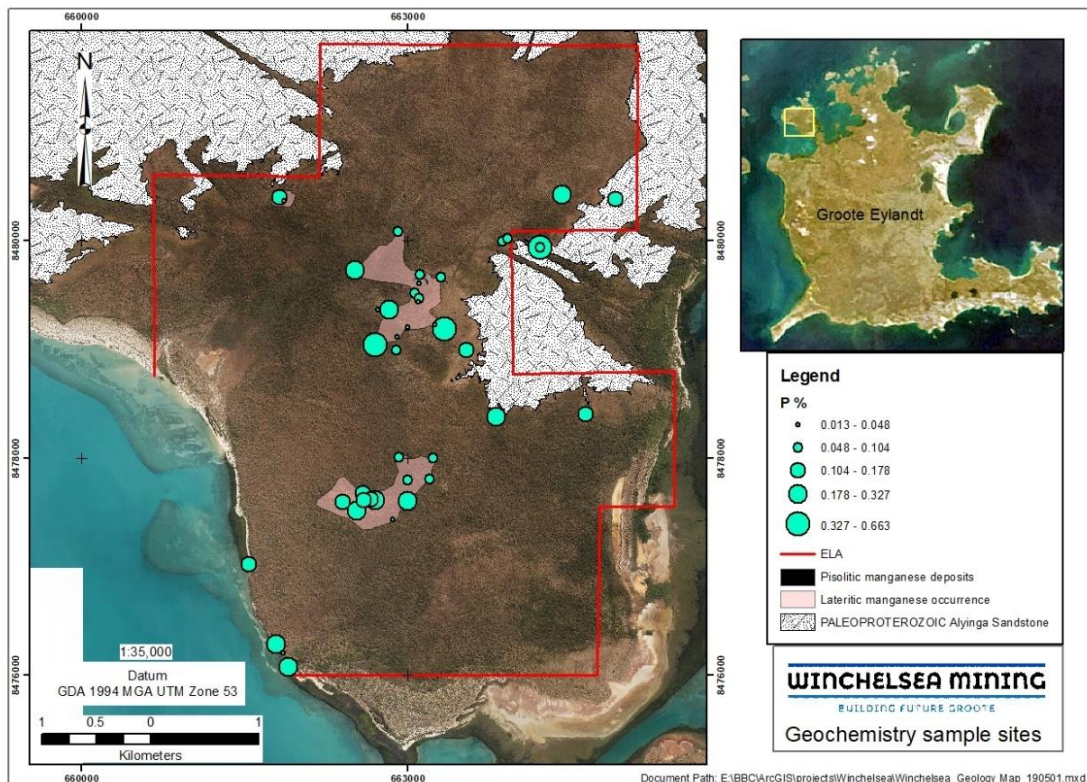 660000
663000
N
8480000
8480000
8478000
8478000
8476000
8476000
1:35,000
Datum
GDA 1994 MGA UTM Zone 53
1 0.5 0 1
Kilometers
660000
663000
Groote Eylandt
Legend
P %
0.013 - 0.048
0.048 - 0.104
0.104 - 0.178
0.178 - 0.327
0.327 - 0.663
ELA
Pisolitic manganese deposits
Lateritic manganese occurrence
PALEOPROTEROZOIC Alyinga Sandstone
WINCHELSEA MINING
BUILDING FUTURE GROOTE
Geochemistry sample sites
Document Path: E:\BBC\ArcGIS\projects\Winchelsea\Winchelsea_Geology_Map_190501.mxd